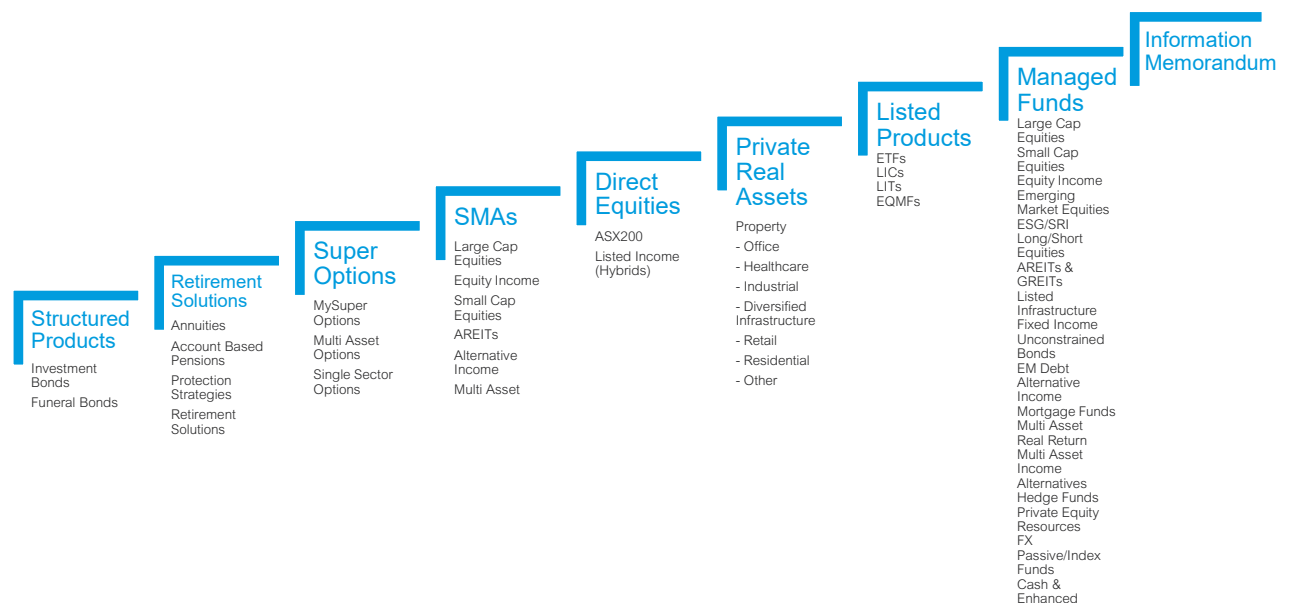 Structured
Products
Investment
Bonds
Funeral Bonds
Retirement
Solutions
Annuities
Account Based
Pensions
Protection
Strategies
Retirement
Solutions
Super
Options
MySuper
Options
Multi Asset
Options
Single Sector
Options
SMAs
Large Cap
Equities
Equity Income
Small Cap
Equities
AREITs
Alternative
Income
Multi Asset
Direct
Equities
ASX200
Listed Income
(Hybrids)
Private
Real
Assets
Property
- Office
- Healthcare
- Industrial
- Diversified
Infrastructure
- Retail
- Residential
- Other
Listed
Products
ETFs
LICs
LITs
EQMFs
Managed
Funds
Large Cap
Equities
Small Cap
Equities
Equity Income
Emerging
Market Equities
ESG/SRI
Long/Short
Equities
AREITs &
GREITs
Listed
Infrastructure
Fixed Income
Unconstrained
Bonds
EM Debt
Alternative
Income
Mortgage Funds
Multi Asset
Real Return
Multi Asset
Income
Alternatives
Hedge Funds
Private Equity
Resources
FX
Passive/Index
Funds
Cash &
Enhanced
Information
Memorandum